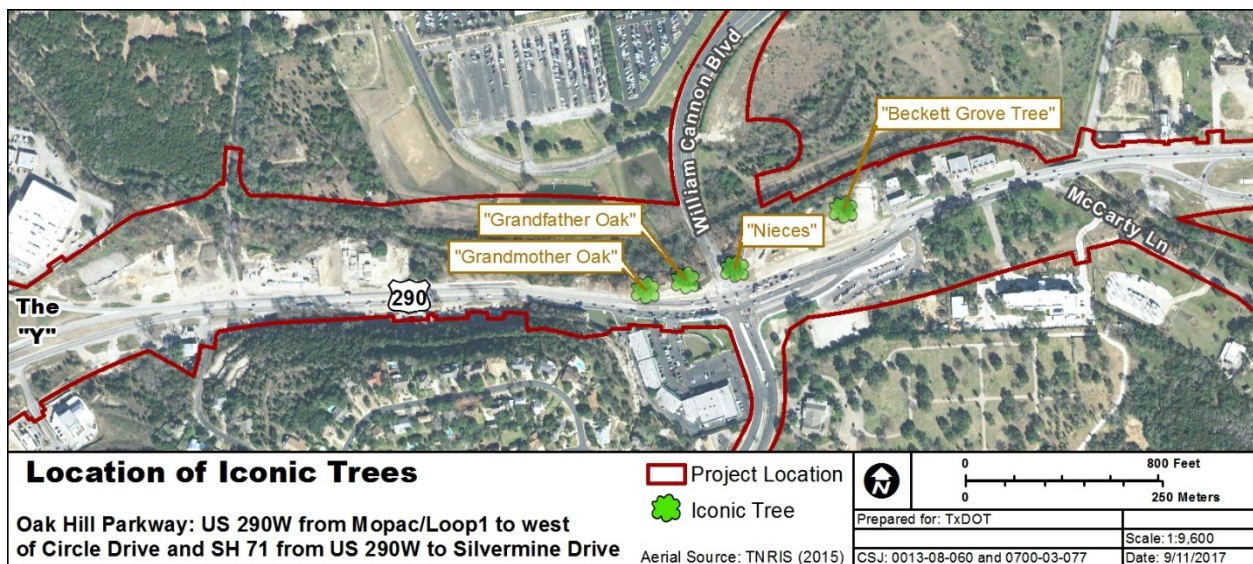 William Cannon Blvd
"Beckett Grove Tree"
McCarty Ln
"Grandfather Oak"
"Nieces"
"Grandmother Oak"
290
The
"Y"
Location of Iconic Trees
Oak Hill Parkway: US 290W from Mopac/Loop1 to west
of Circle Drive and SH 71 from US 290W to Silvermine Drive
Project Location
Iconic Tree
Aerial Source: TNRIS (2015)
N
0 800 Feet
0 250 Meters
Prepared for: TxDOT
Scale: 1:9,600
CSJ: 0013-08-060 and 0700-03-077
Date: 9/11/2017